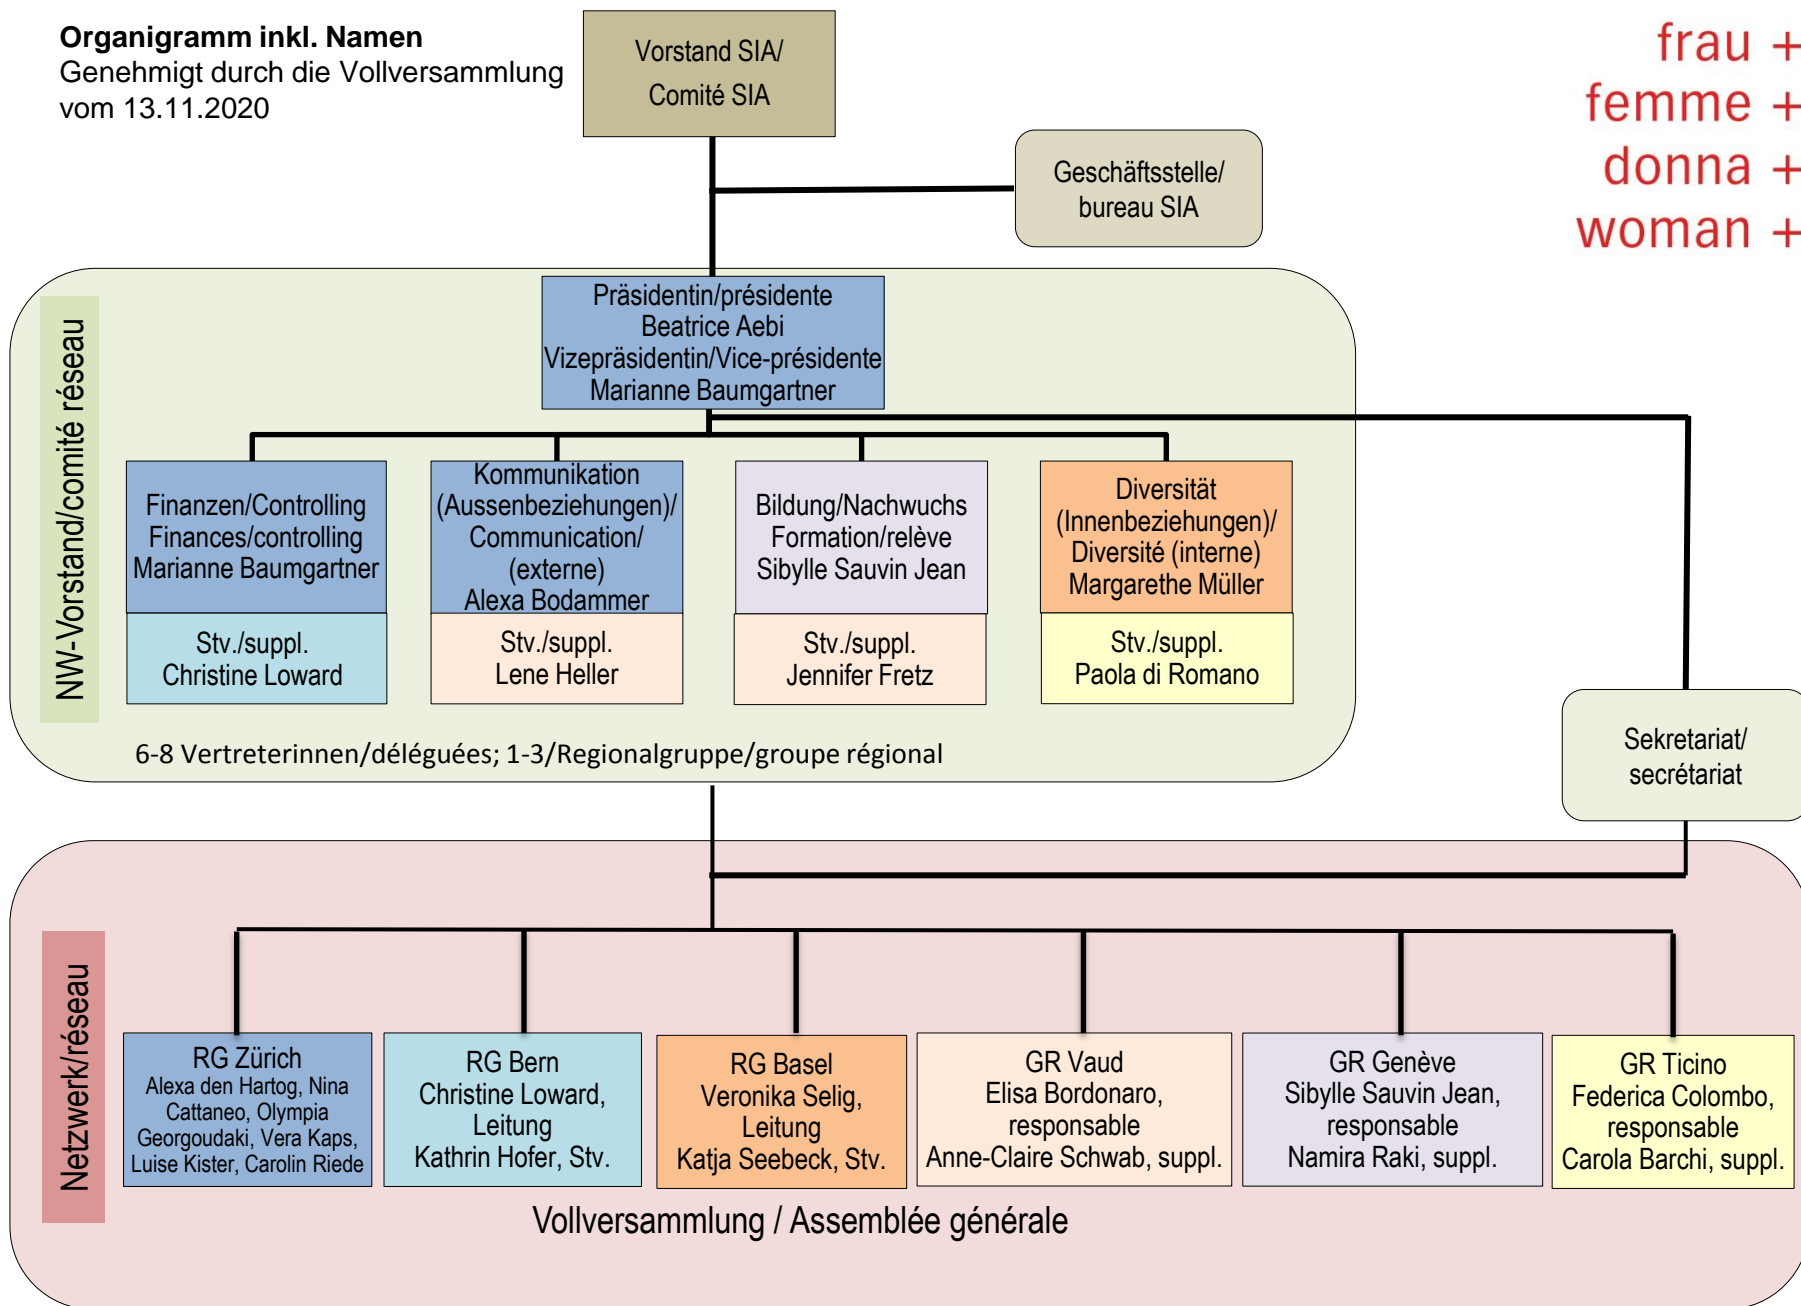 Organigramm inkl. Namen
Genehmigt durch die Vollversammlung
vom 13.11.2020
Vorstand SIA/
Comité SIA
frau +
femme +
donna +
woman +
Geschäftsstelle/
bureau SIA
NW-Vorstand/comité réseau
Präsidentin/présidente
Beatrice Aebi
Vizepräsidentin/Vice-présidente
Marianne Baumgartner
Finanzen/Controlling
Finances/controlling
Marianne Baumgartner
Stv./suppl.
Christine Loward
Kommunikation
(Aussenbeziehungen)/
Communication/
(externe)
Alexa Bodammer
Stv./suppl.
Lene Heller
Bildung/Nachwuchs
Formation/relève
Sibylle Sauvin Jean
Stv./suppl.
Jennifer Fretz
Diversität
(Innenbeziehungen)/
Diversité (interne)
Margarethe Müller
Stv./suppl.
Paola di Romano
6-8 Vertreterinnen/déléguées; 1-3/Regionalgruppe/groupe régional
Sekretariat/
secrétariat
Netzwerk/réseau
RG Zürich
Alexa den Hartog, Nina
Cattaneo, Olympia
Georgoudaki, Vera Kaps,
Luise Kister, Carolin Riede
RG Bern
Christine Loward,
Leitung
Kathrin Hofer, Stv.
RG Basel
Veronika Selig,
Leitung
Katja Seebeck, Stv.
GR Vaud
Elisa Bordonaro,
responsable
Anne-Claire Schwab, suppl.
GR Genève
Sibylle Sauvin Jean,
responsable
Namira Raki, suppl.
GR Ticino
Federica Colombo,
responsable
Carola Barchi, suppl.
Vollversammlung / Assemblée générale